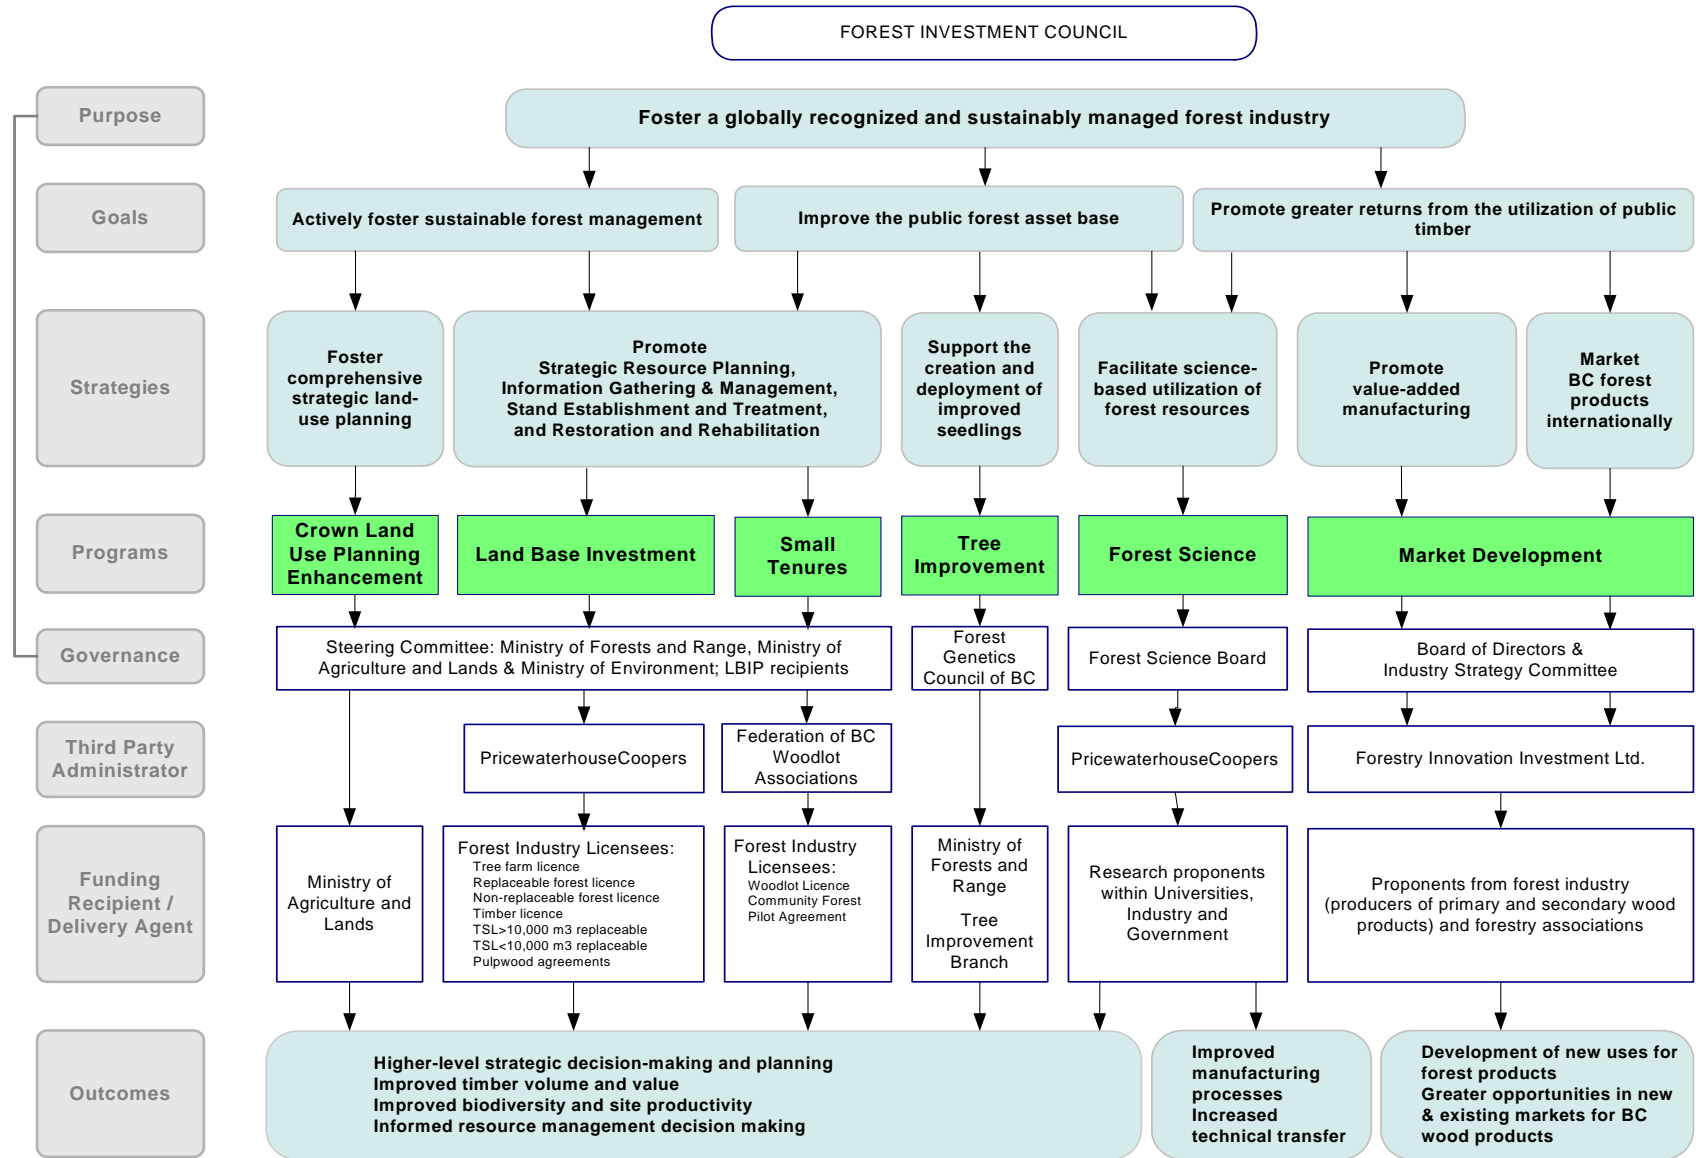 FOREST INVESTMENT COUNCIL
Purpose
Foster a globally recognized and sustainably managed forest industry
Goals
Actively foster sustainable forest management
Improve the public forest asset base
Promote greater returns from the utilization of public
timber
Strategies
Foster
comprehensive
strategic land-
use planning
Promote
Strategic Resource Planning,
Information Gathering & Management,
Stand Establishment and Treatment,
and Restoration and Rehabilitation
Support the
creation and
deployment of
improved
seedlings
Facilitate science-
based utilization of
forest resources
Promote
value-added
manufacturing
Market
BC forest
products
internationally
Programs
Crown Land
Use Planning
Enhancement
Land Base Investment
Small
Tenures
Tree
Improvement
Forest Science
Market Development
Governance
Steering Committee: Ministry of Forests and Range, Ministry of
Agriculture and Lands & Ministry of Environment; LBIP recipients
Forest
Genetics
Council of BC
Forest Science Board
Board of Directors &
Industry Strategy Committee
Third Party
Administrator
PricewaterhouseCoopers
Federation of BC
Woodlot
Associations
PricewaterhouseCoopers
Forestry Innovation Investment Ltd.
Funding
Recipient /
Delivery Agent
Ministry of
Agriculture and
Lands
Forest Industry Licensees:
Tree farm licence
Replaceable forest licence
Non-replaceable forest licence
Timber licence
TSL>10,000 m3 replaceable
TSL<10,000 m3 replaceable
Pulpwood agreements
Forest Industry
Licensees:
Woodlot Licence
Community Forest
Pilot Agreement
Ministry of
Forests and
Range
Tree
Improvement
Branch
Research proponents
within Universities,
Industry and
Government
Proponents from forest industry
(producers of primary and secondary wood
products) and forestry associations
Outcomes
Higher-level strategic decision-making and planning
Improved timber volume and value
Improved biodiversity and site productivity
Informed resource management decision making
Improved
manufacturing
processes
Increased
technical transfer
Development of new uses for
forest products
Greater opportunities in new
& existing markets for BC
wood products